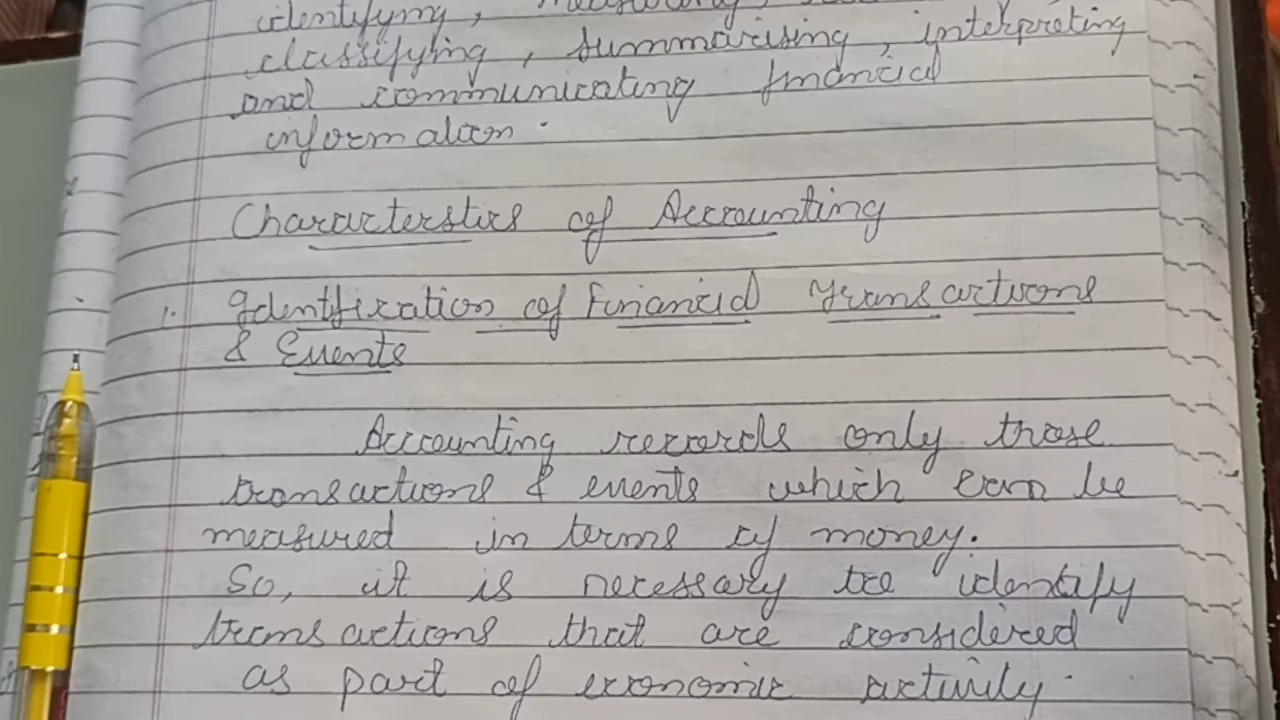 identifying, measuring,
classifying, summarising, interpreting
and communicating financial
information.
Characterstics of Accounting
1. Identification of Financial transactions
& Events
Accounting records only those
transactions & events which can be
measured in terms of money.
So, it is necessary to identify
transactions that are considered
as part of economic activity.